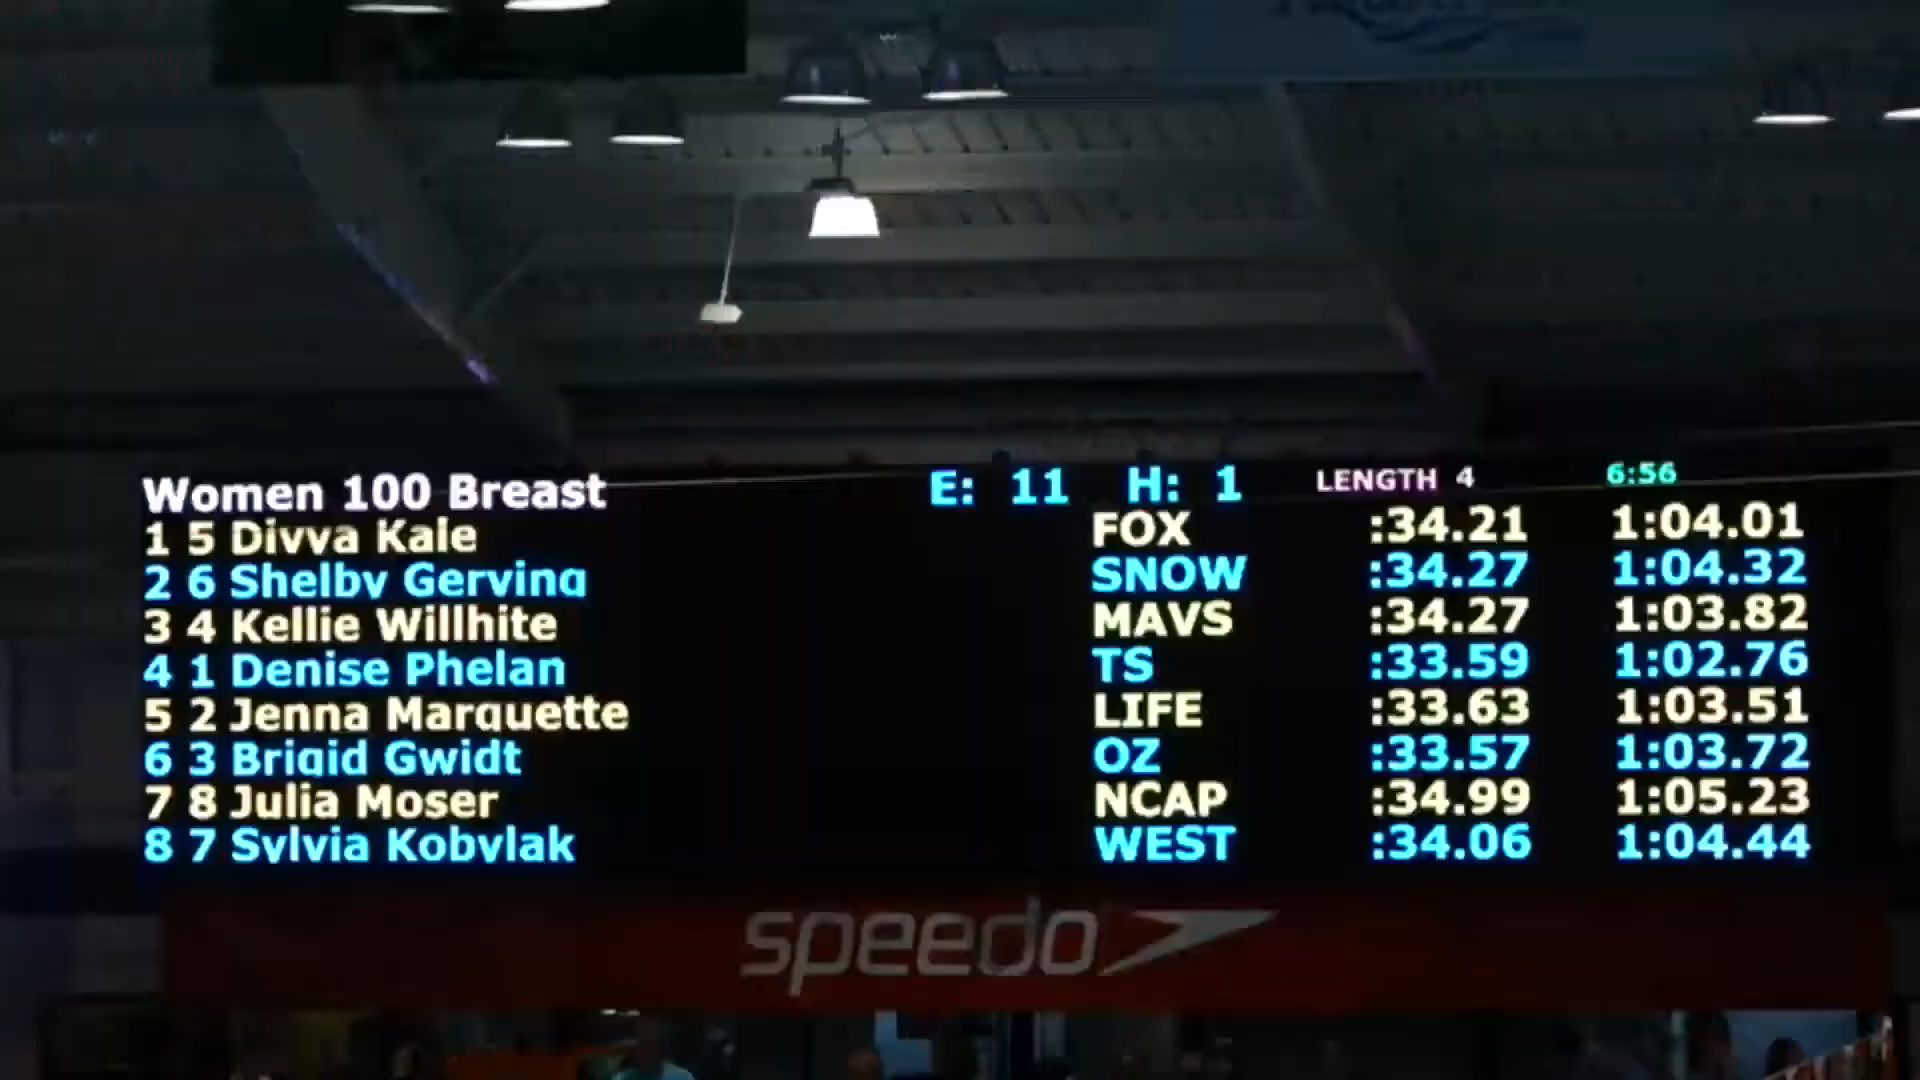 Women 100 Breast E: 11 H: 1 LENGTH 4 6:56
1 5 Divya Kale FOX :34.21 1:04.01
2 6 Shelby Gerving SNOW :34.27 1:04.32
3 4 Kellie Willhite MAVS :34.27 1:03.82
4 1 Denise Phelan TS :33.59 1:02.76
5 2 Jenna Marquette LIFE :33.63 1:03.51
6 3 Brigid Gwidt OZ :33.57 1:03.72
7 8 Julia Moser NCAP :34.99 1:05.23
8 7 Sylvia Kobylak WEST :34.06 1:04.44
speedo